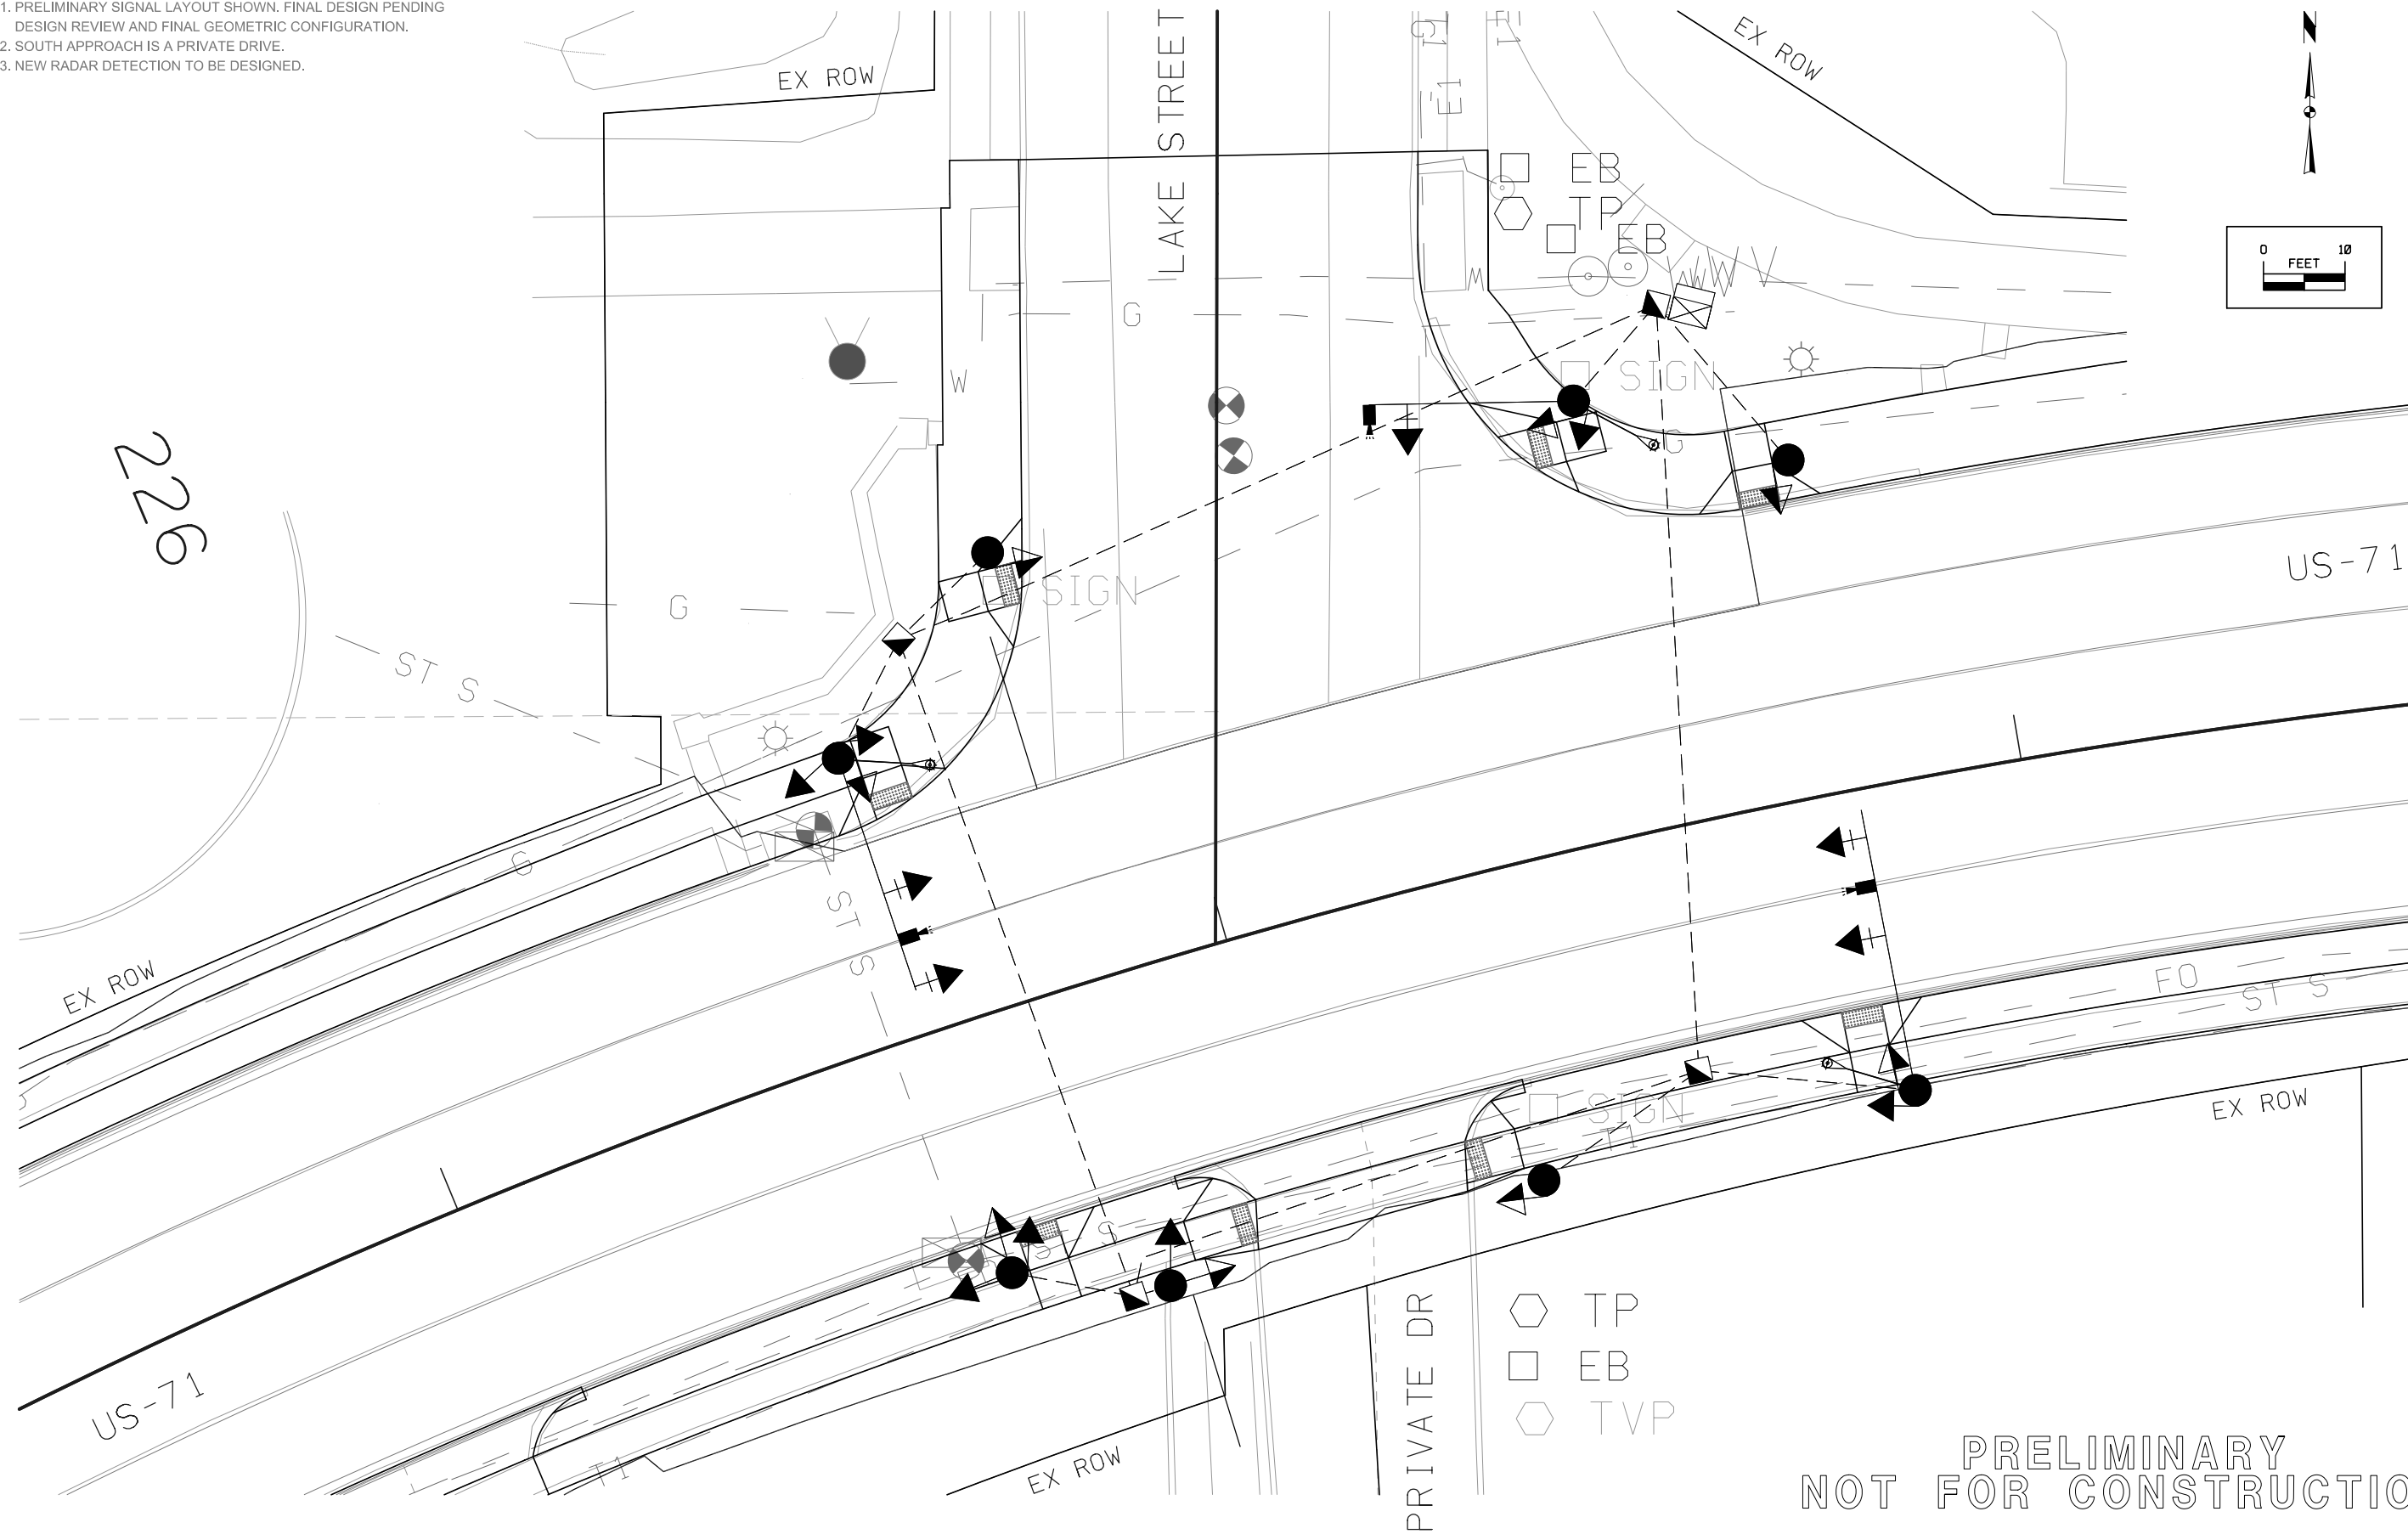 1. PRELIMINARY SIGNAL LAYOUT SHOWN. FINAL DESIGN PENDING
DESIGN REVIEW AND FINAL GEOMETRIC CONFIGURATION.
2. SOUTH APPROACH IS A PRIVATE DRIVE.
3. NEW RADAR DETECTION TO BE DESIGNED.
N
EX ROW
LAKE STREET
E1
EX ROW
EB
TP
EB
0 10
FEET
G
W
SIGN
G
226
US-71
SIGN
G
ST S
G
ST S
EX ROW
FO
ST S
SIGN
T1
EX ROW
S
US-71
PRIVATE DR
TP
EB
TVP
T1
EX ROW
PRELIMINARY
NOT FOR CONSTRUCTIO